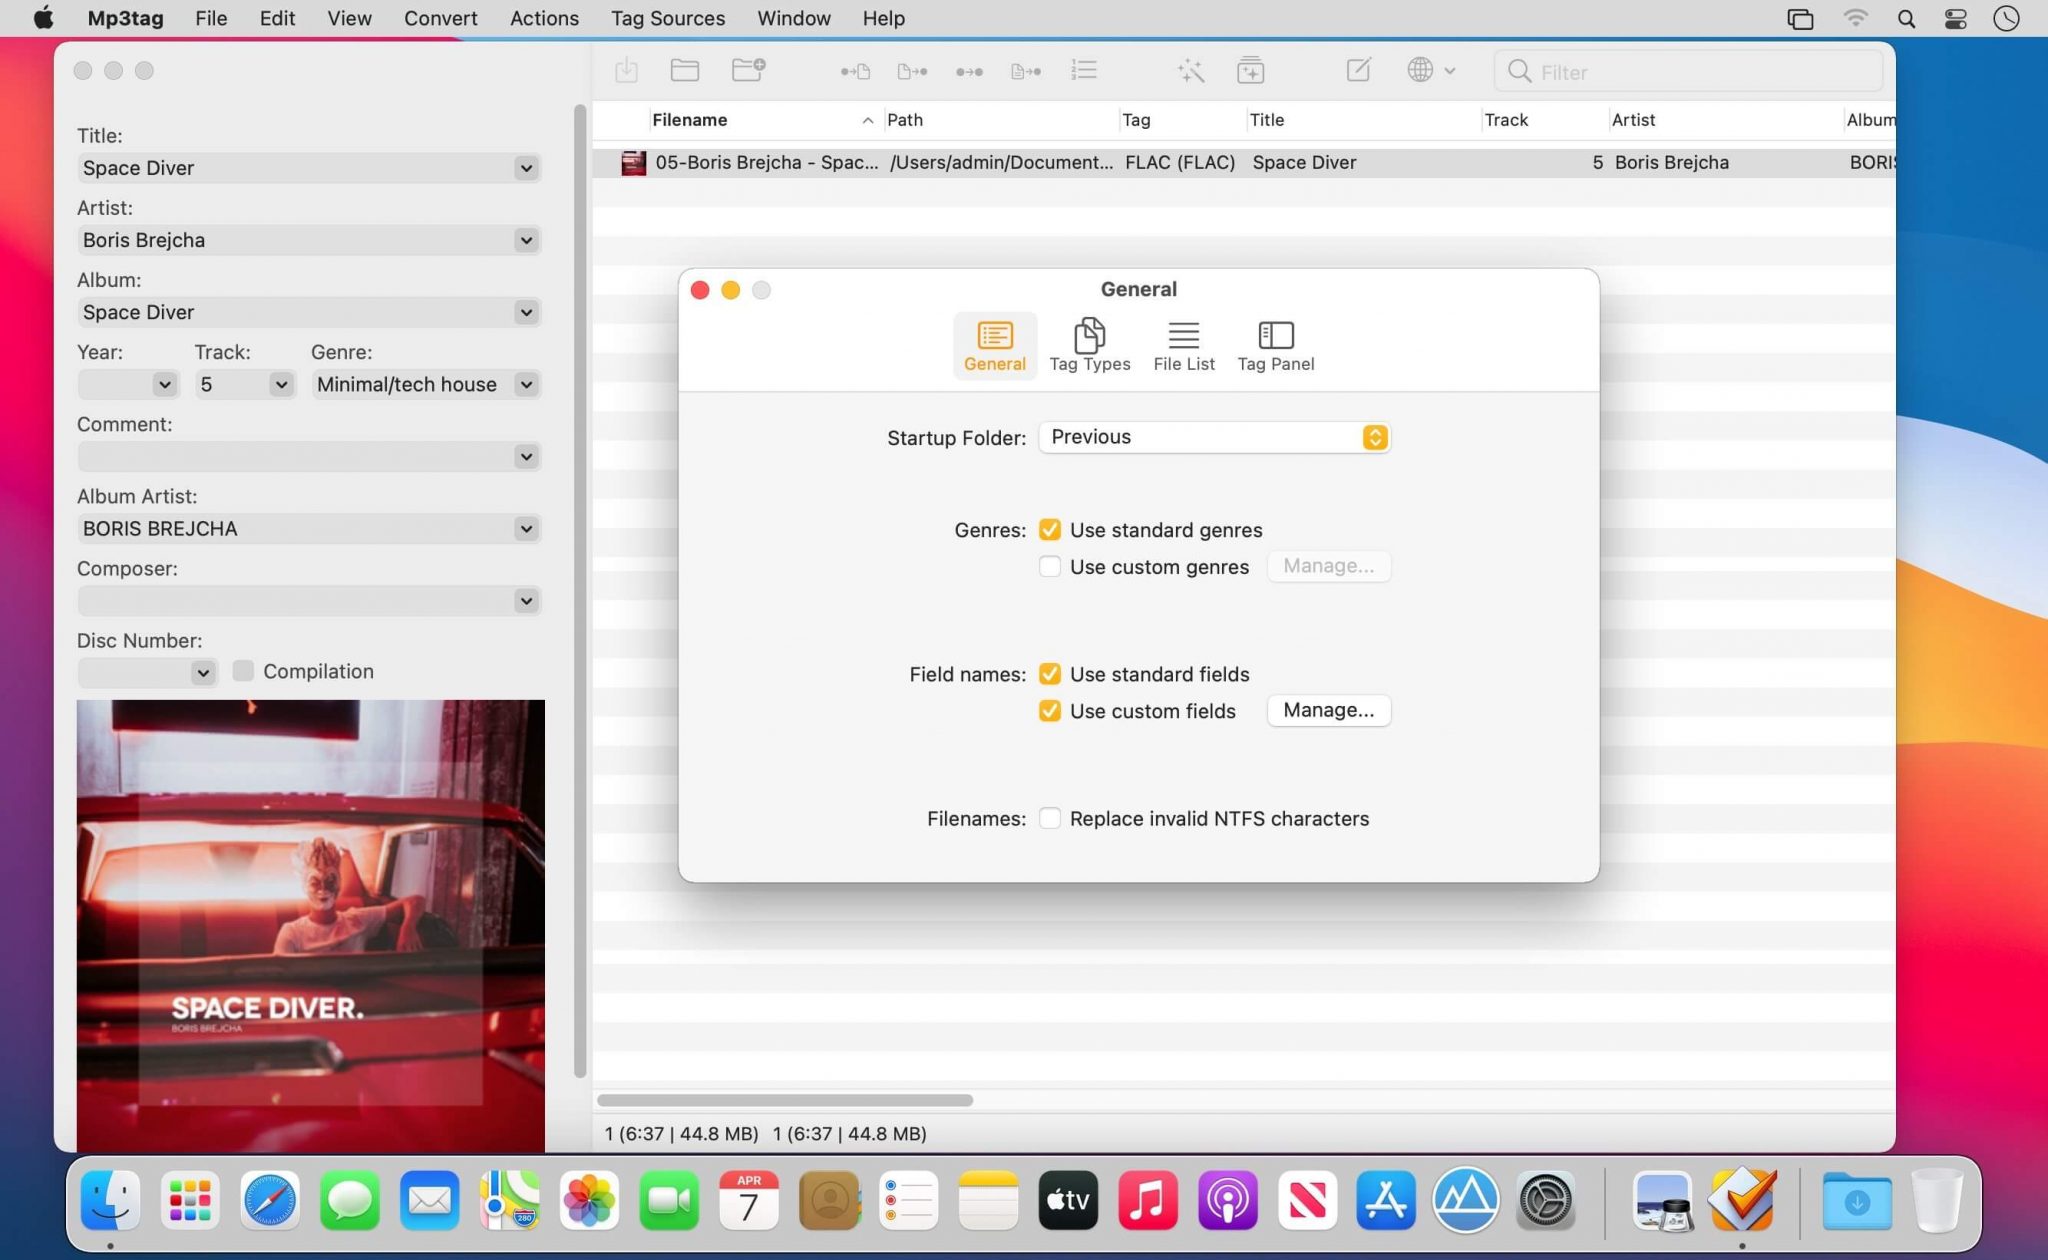 Mp3tag File Edit View Convert Actions Tag Sources Window Help
Filter
Filename Path Tag Title Track Artist Album
05-Boris Brejcha - Spac... /Users/admin/Document... FLAC (FLAC) Space Diver 5 Boris Brejcha BORIS
Title:
Space Diver
Artist:
Boris Brejcha
Album:
Space Diver
Year: Track: Genre:
5 Minimal/tech house
Comment:
Album Artist:
BORIS BREJCHA
Composer:
Disc Number:
Compilation
SPACE DIVER.
BORIS BREJCHA
General
General Tag Types File List Tag Panel
Startup Folder: Previous
Genres: Use standard genres
Use custom genres Manage...
Field names: Use standard fields
Use custom fields Manage...
Filenames: Replace invalid NTFS characters
1 (6:37 | 44.8 MB) 1 (6:37 | 44.8 MB)
280
APR
7
tv